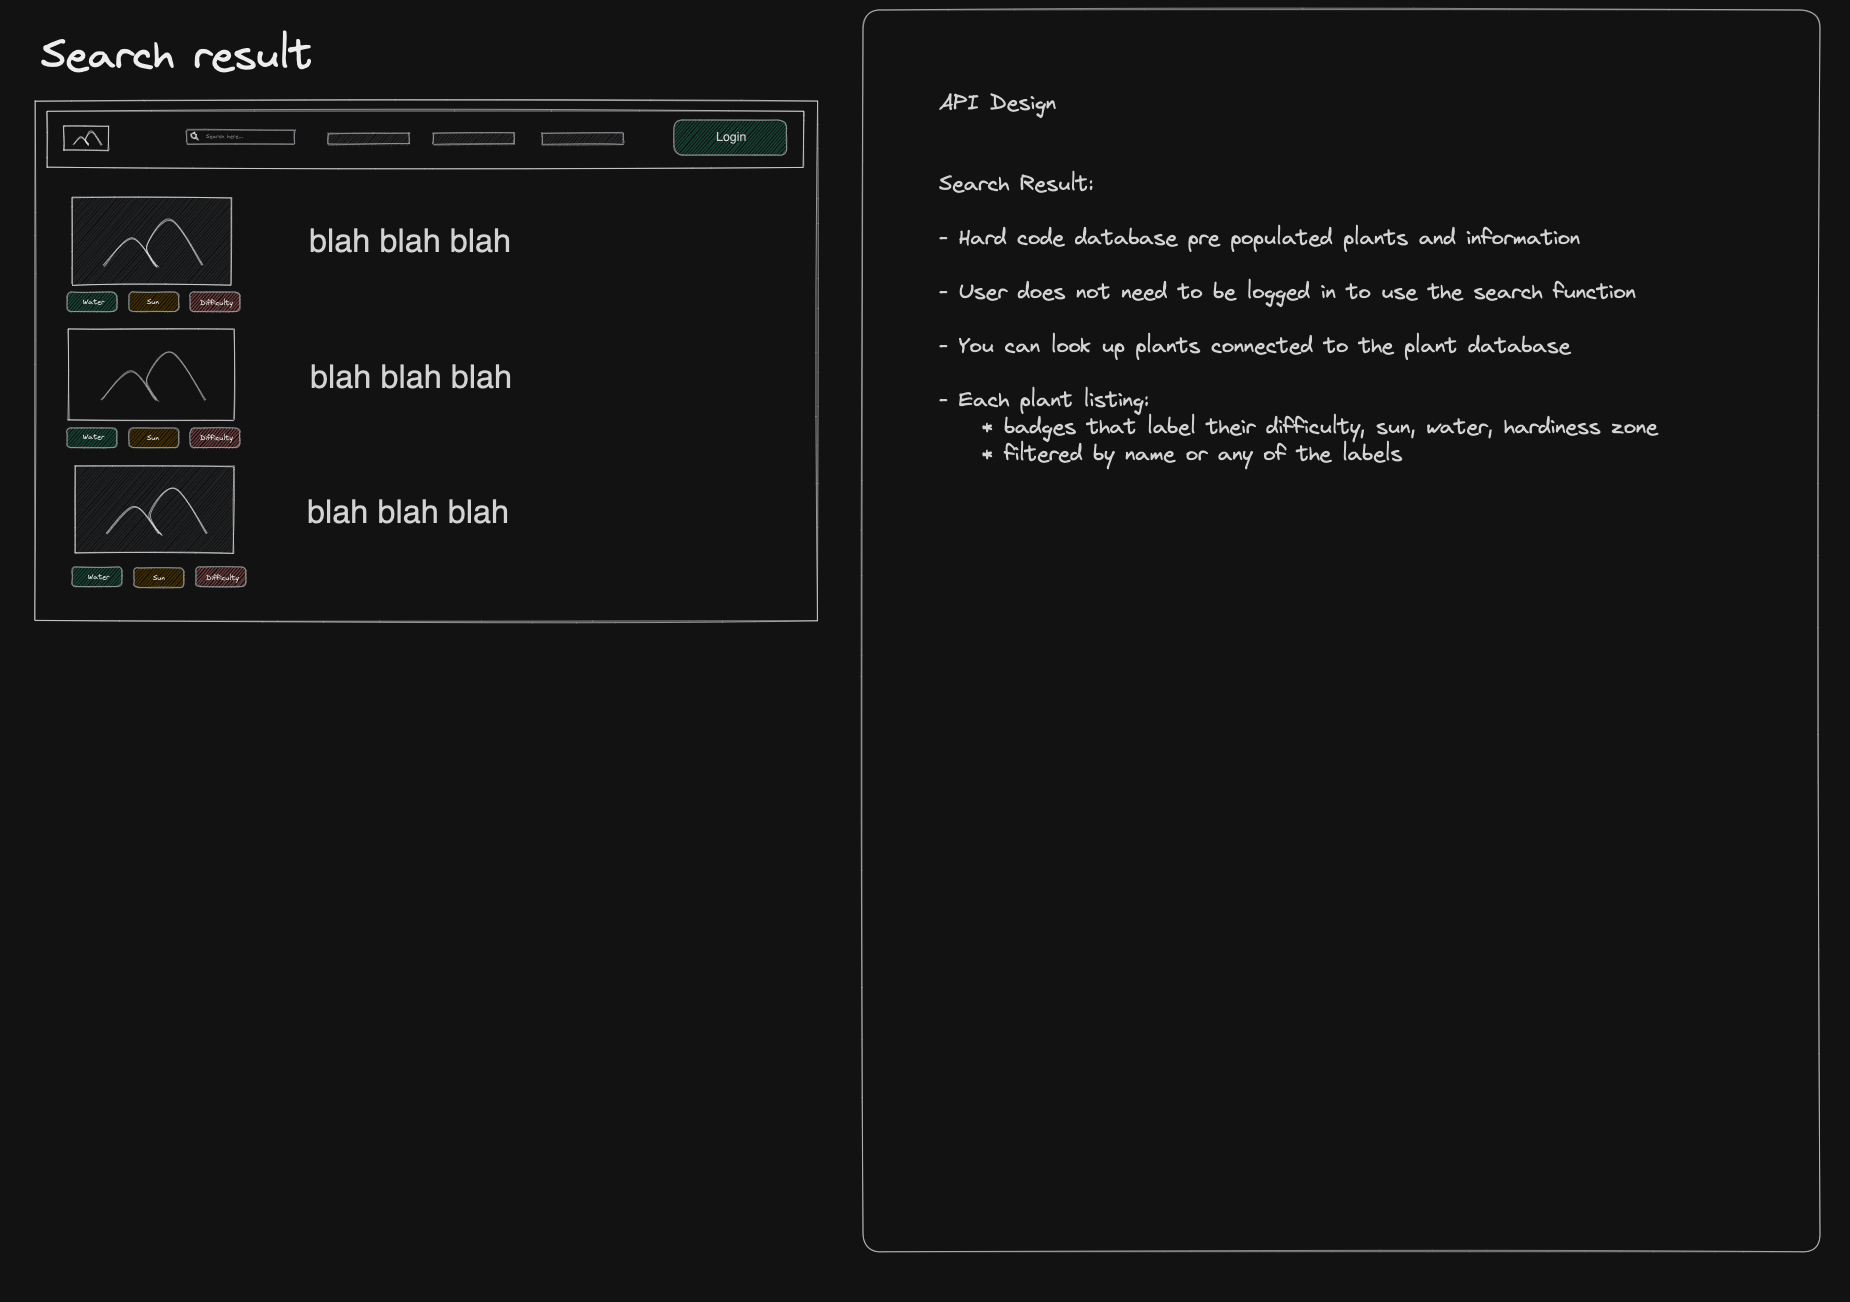 Search result
Search here...
Login
blah blah blah
Water
Sun
Difficulty
blah blah blah
Water
Sun
Difficulty
blah blah blah
Water
Sun
Difficulty
API Design
Search Result:
- Hard code database pre populated plants and information
- User does not need to be logged in to use the search function
- You can look up plants connected to the plant database
- Each plant listing:
* badges that label their difficulty, sun, water, hardiness zone
* filtered by name or any of the labels